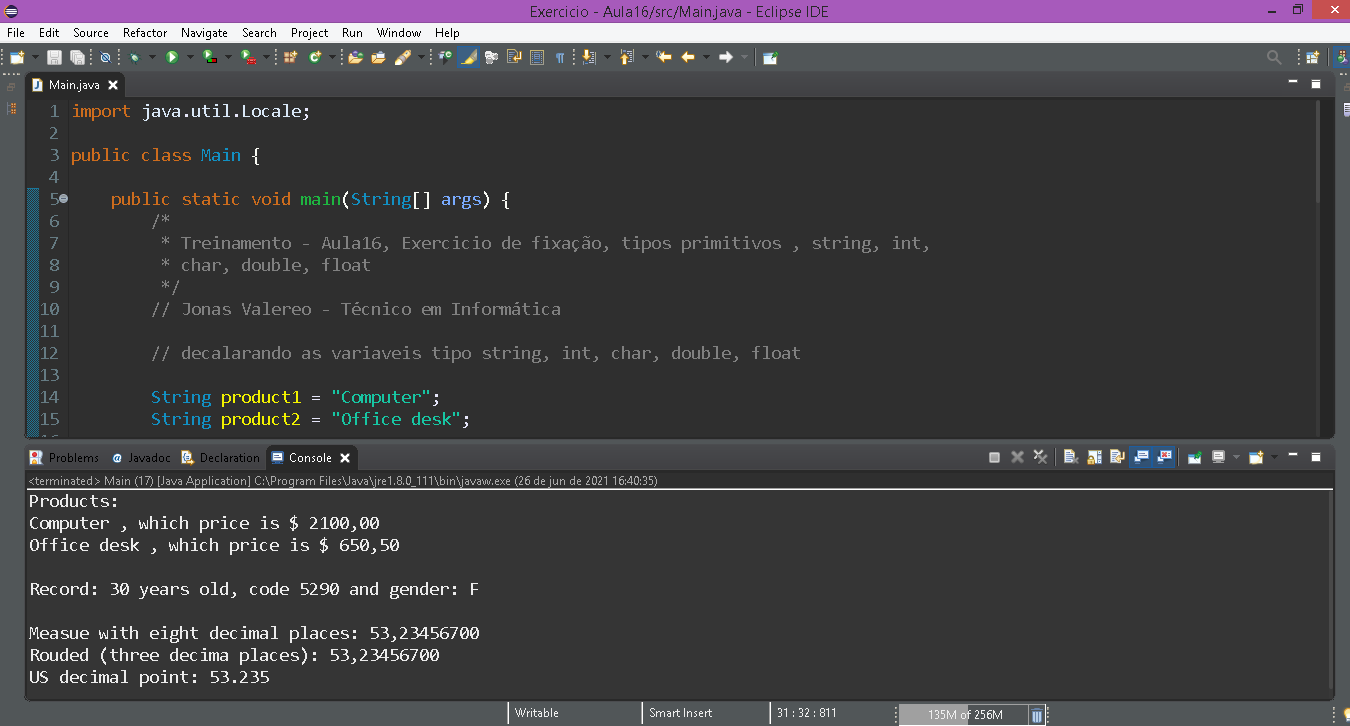 Exercicio - Aula16/src/Main.java - Eclipse IDE
File Edit Source Refactor Navigate Search Project Run Window Help
Main.java
1 import java.util.Locale;
2
3 public class Main {
4
5 public static void main(String[] args) {
6 /*
7 * Treinamento - Aula16, Exercicio de fixação, tipos primitivos , string, int,
8 * char, double, float
9 */
10 // Jonas Valereo - Técnico em Informática
11
12 // decalarando as variaveis tipo string, int, char, double, float
13
14 String product1 = "Computer";
15 String product2 = "Office desk";
Problems Javadoc Declaration Console
<terminated> Main (17) [Java Application] C:\Program Files\Java\jre1.8.0_111\bin\javaw.exe (26 de jun de 2021 16:40:35)
Products:
Computer , which price is $ 2100,00
Office desk , which price is $ 650,50
Record: 30 years old, code 5290 and gender: F
Measue with eight decimal places: 53,23456700
Rouded (three decima places): 53,23456700
US decimal point: 53.235
Writable Smart Insert 31 : 32 : 811 135M of 256M